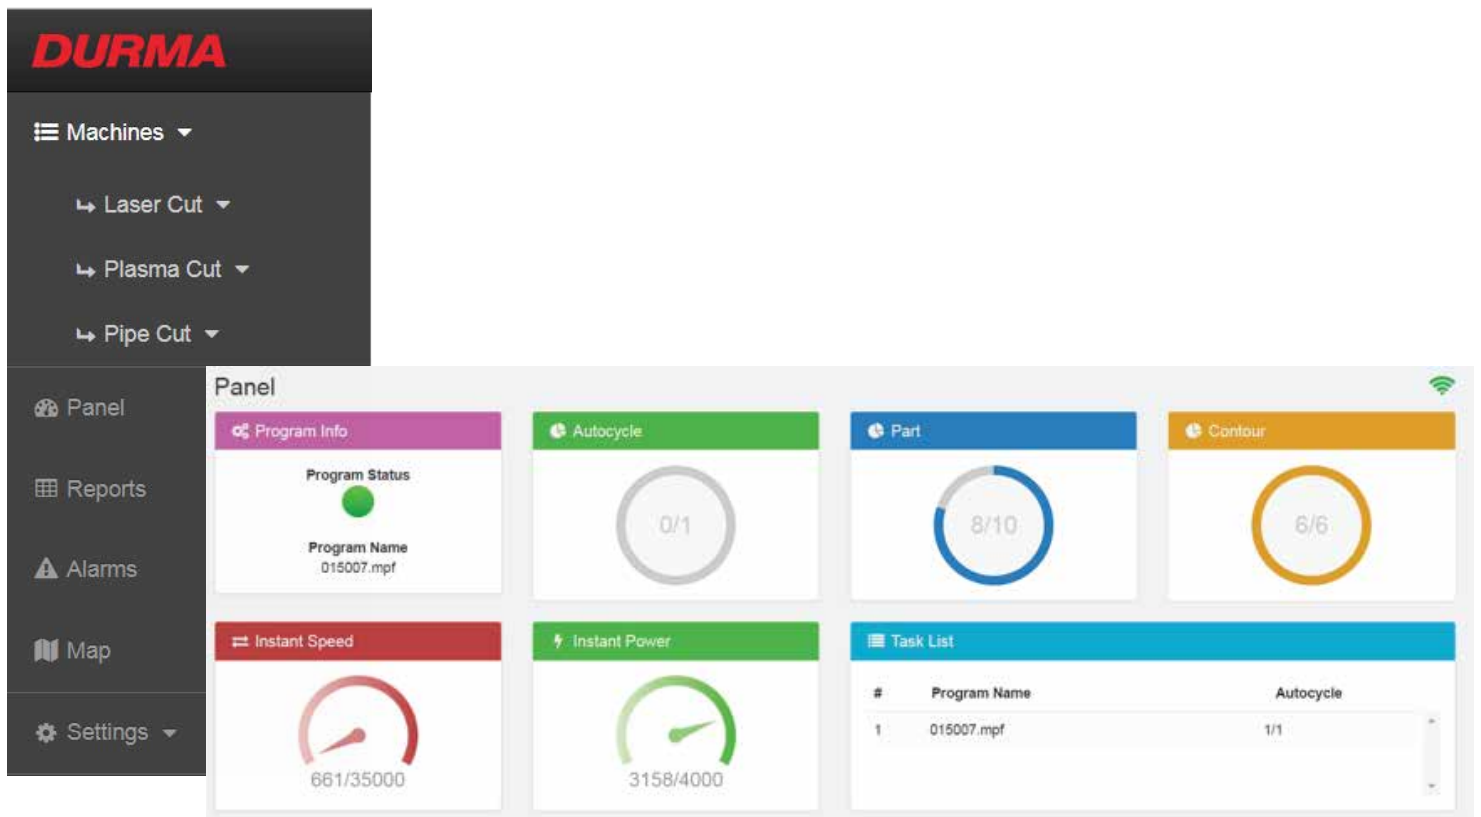 DURMA
Machines
Laser Cut
Plasma Cut
Pipe Cut
Panel
Reports
Alarms
Map
Settings
Panel
Program Info
Program Status
Program Name
015007.mpf
Autocycle
0/1
Part
8/10
Contour
6/6
Instant Speed
661/35000
Instant Power
3158/4000
Task List
# Program Name Autocycle
1 015007.mpf 1/1